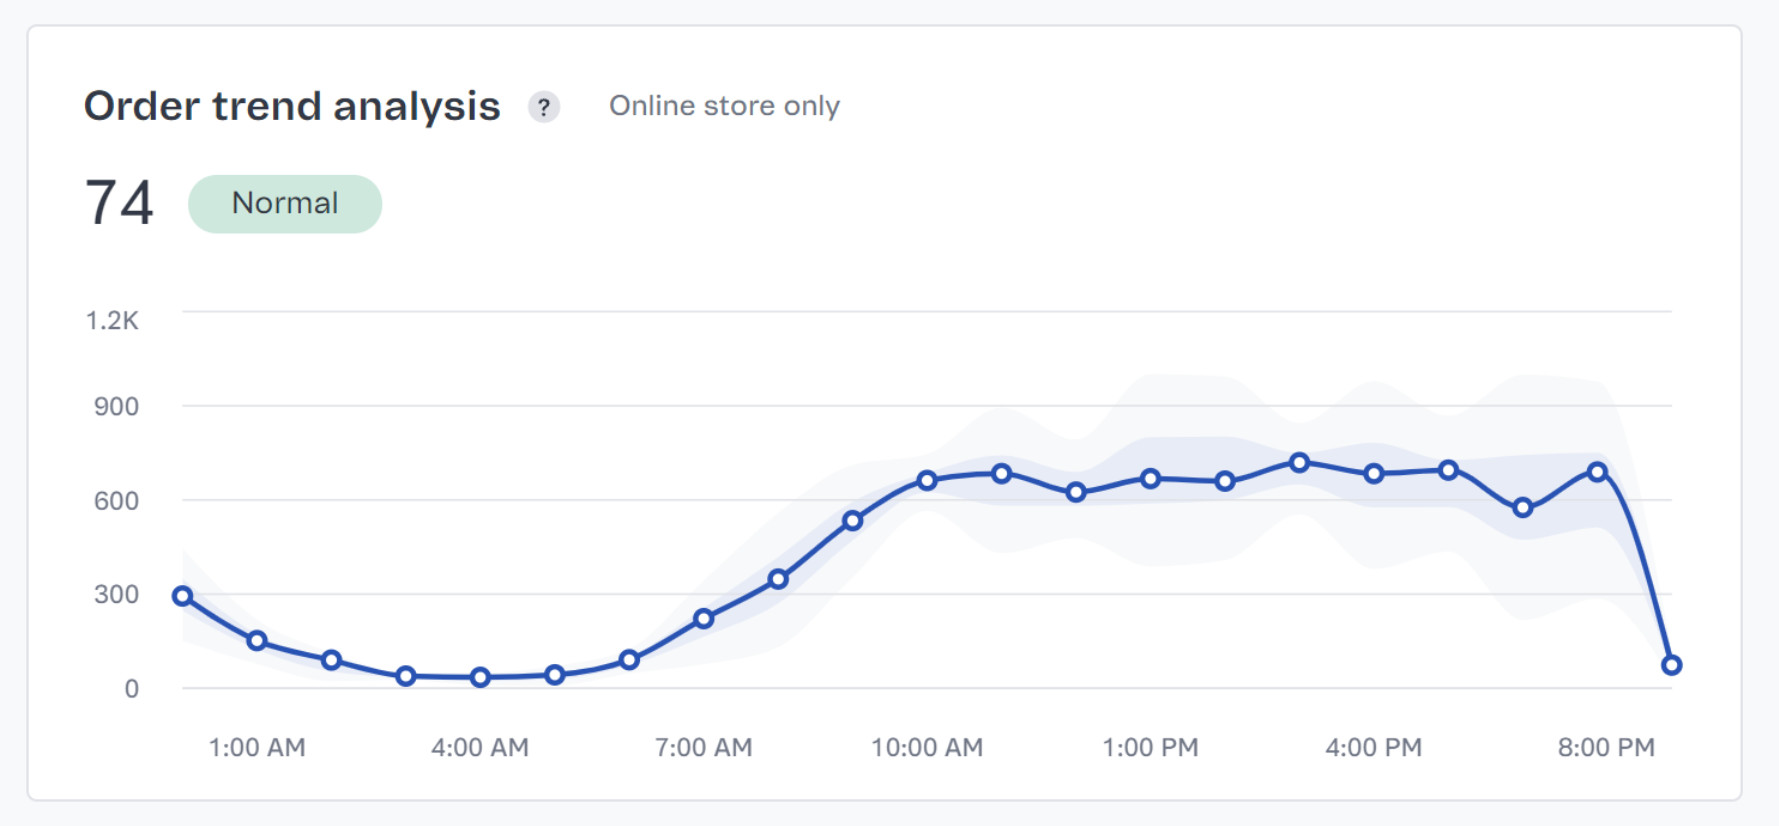 Order trend analysis ? Online store only
74 Normal
1.2K
900
600
300
0
1:00 AM 4:00 AM 7:00 AM 10:00 AM 1:00 PM 4:00 PM 8:00 PM